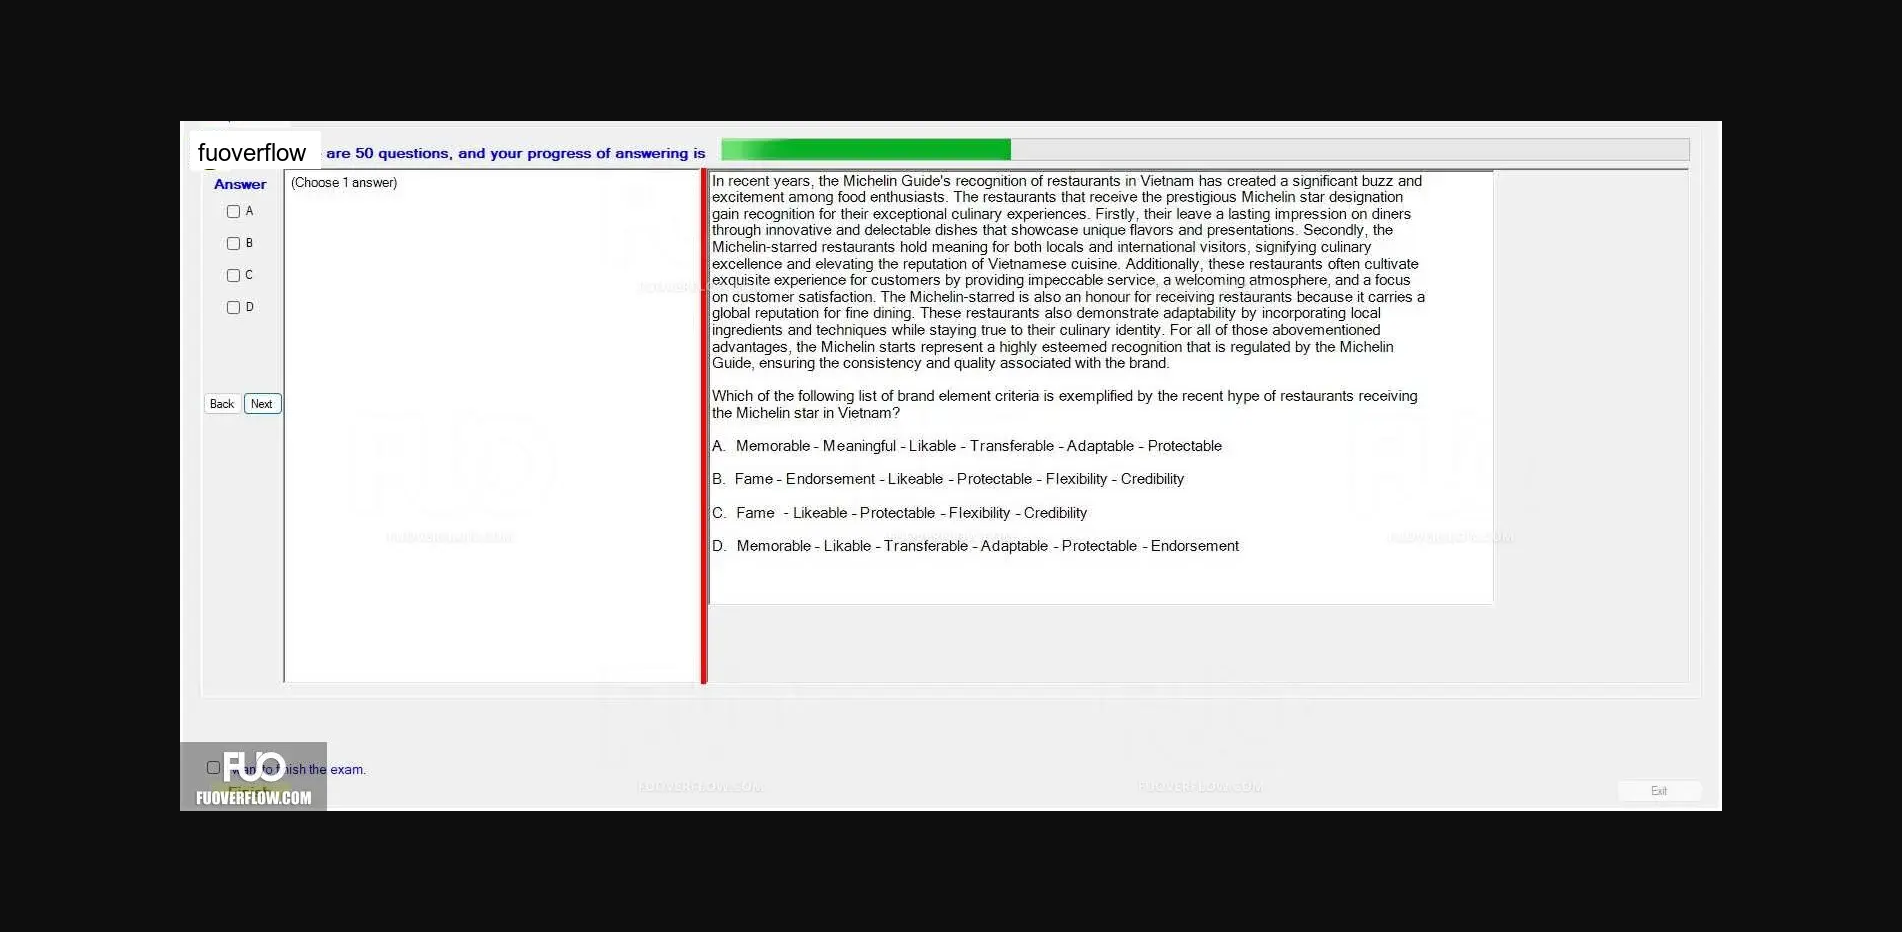 fuoverflow
are 50 questions, and your progress of answering is
Answer
(Choose 1 answer)
A
B
C
D
Back
Next
In recent years, the Michelin Guide's recognition of restaurants in Vietnam has created a significant buzz and
excitement among food enthusiasts. The restaurants that receive the prestigious Michelin star designation
gain recognition for their exceptional culinary experiences. Firstly, their leave a lasting impression on diners
through innovative and delectable dishes that showcase unique flavors and presentations. Secondly, the
Michelin-starred restaurants hold meaning for both locals and international visitors, signifying culinary
excellence and elevating the reputation of Vietnamese cuisine. Additionally, these restaurants often cultivate
exquisite experience for customers by providing impeccable service, a welcoming atmosphere, and a focus
on customer satisfaction. The Michelin-starred is also an honour for receiving restaurants because it carries a
global reputation for fine dining. These restaurants also demonstrate adaptability by incorporating local
ingredients and techniques while staying true to their culinary identity. For all of those abovementioned
advantages, the Michelin starts represent a highly esteemed recognition that is regulated by the Michelin
Guide, ensuring the consistency and quality associated with the brand.
Which of the following list of brand element criteria is exemplified by the recent hype of restaurants receiving
the Michelin star in Vietnam?
A. Memorable - Meaningful - Likable - Transferable - Adaptable - Protectable
B. Fame - Endorsement - Likeable - Protectable - Flexibility - Credibility
C. Fame - Likeable - Protectable - Flexibility - Credibility
D. Memorable - Likable - Transferable - Adaptable - Protectable - Endorsement
FUOVERFLOW.COM
FUOVERFLOW.COM
FUOVERFLOW.COM
FUOVERFLOW.COM
FUO
want to finish the exam.
Finish
FUOVERFLOW.COM
Exit